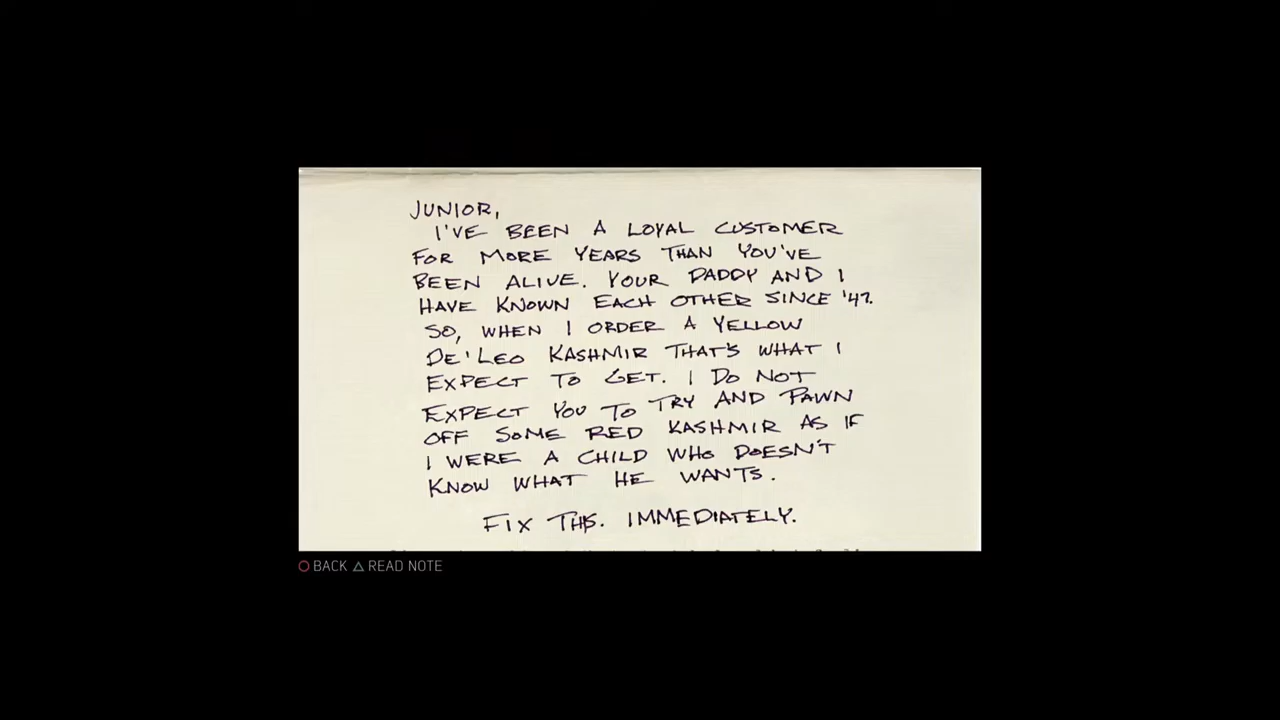 JUNIOR,
I'VE BEEN A LOYAL CUSTOMER
FOR MORE YEARS THAN YOU'VE
BEEN ALIVE. YOUR DADDY AND I
HAVE KNOWN EACH OTHER SINCE '47.
SO, WHEN I ORDER A YELLOW
DE'LEO KASHMIR THAT'S WHAT I
EXPECT TO GET. I DO NOT
EXPECT YOU TO TRY AND PAWN
OFF SOME RED KASHMIR AS IF
I WERE A CHILD WHO DOESN'T
KNOW WHAT HE WANTS.
FIX THIS. IMMEDIATELY.
BACK READ NOTE